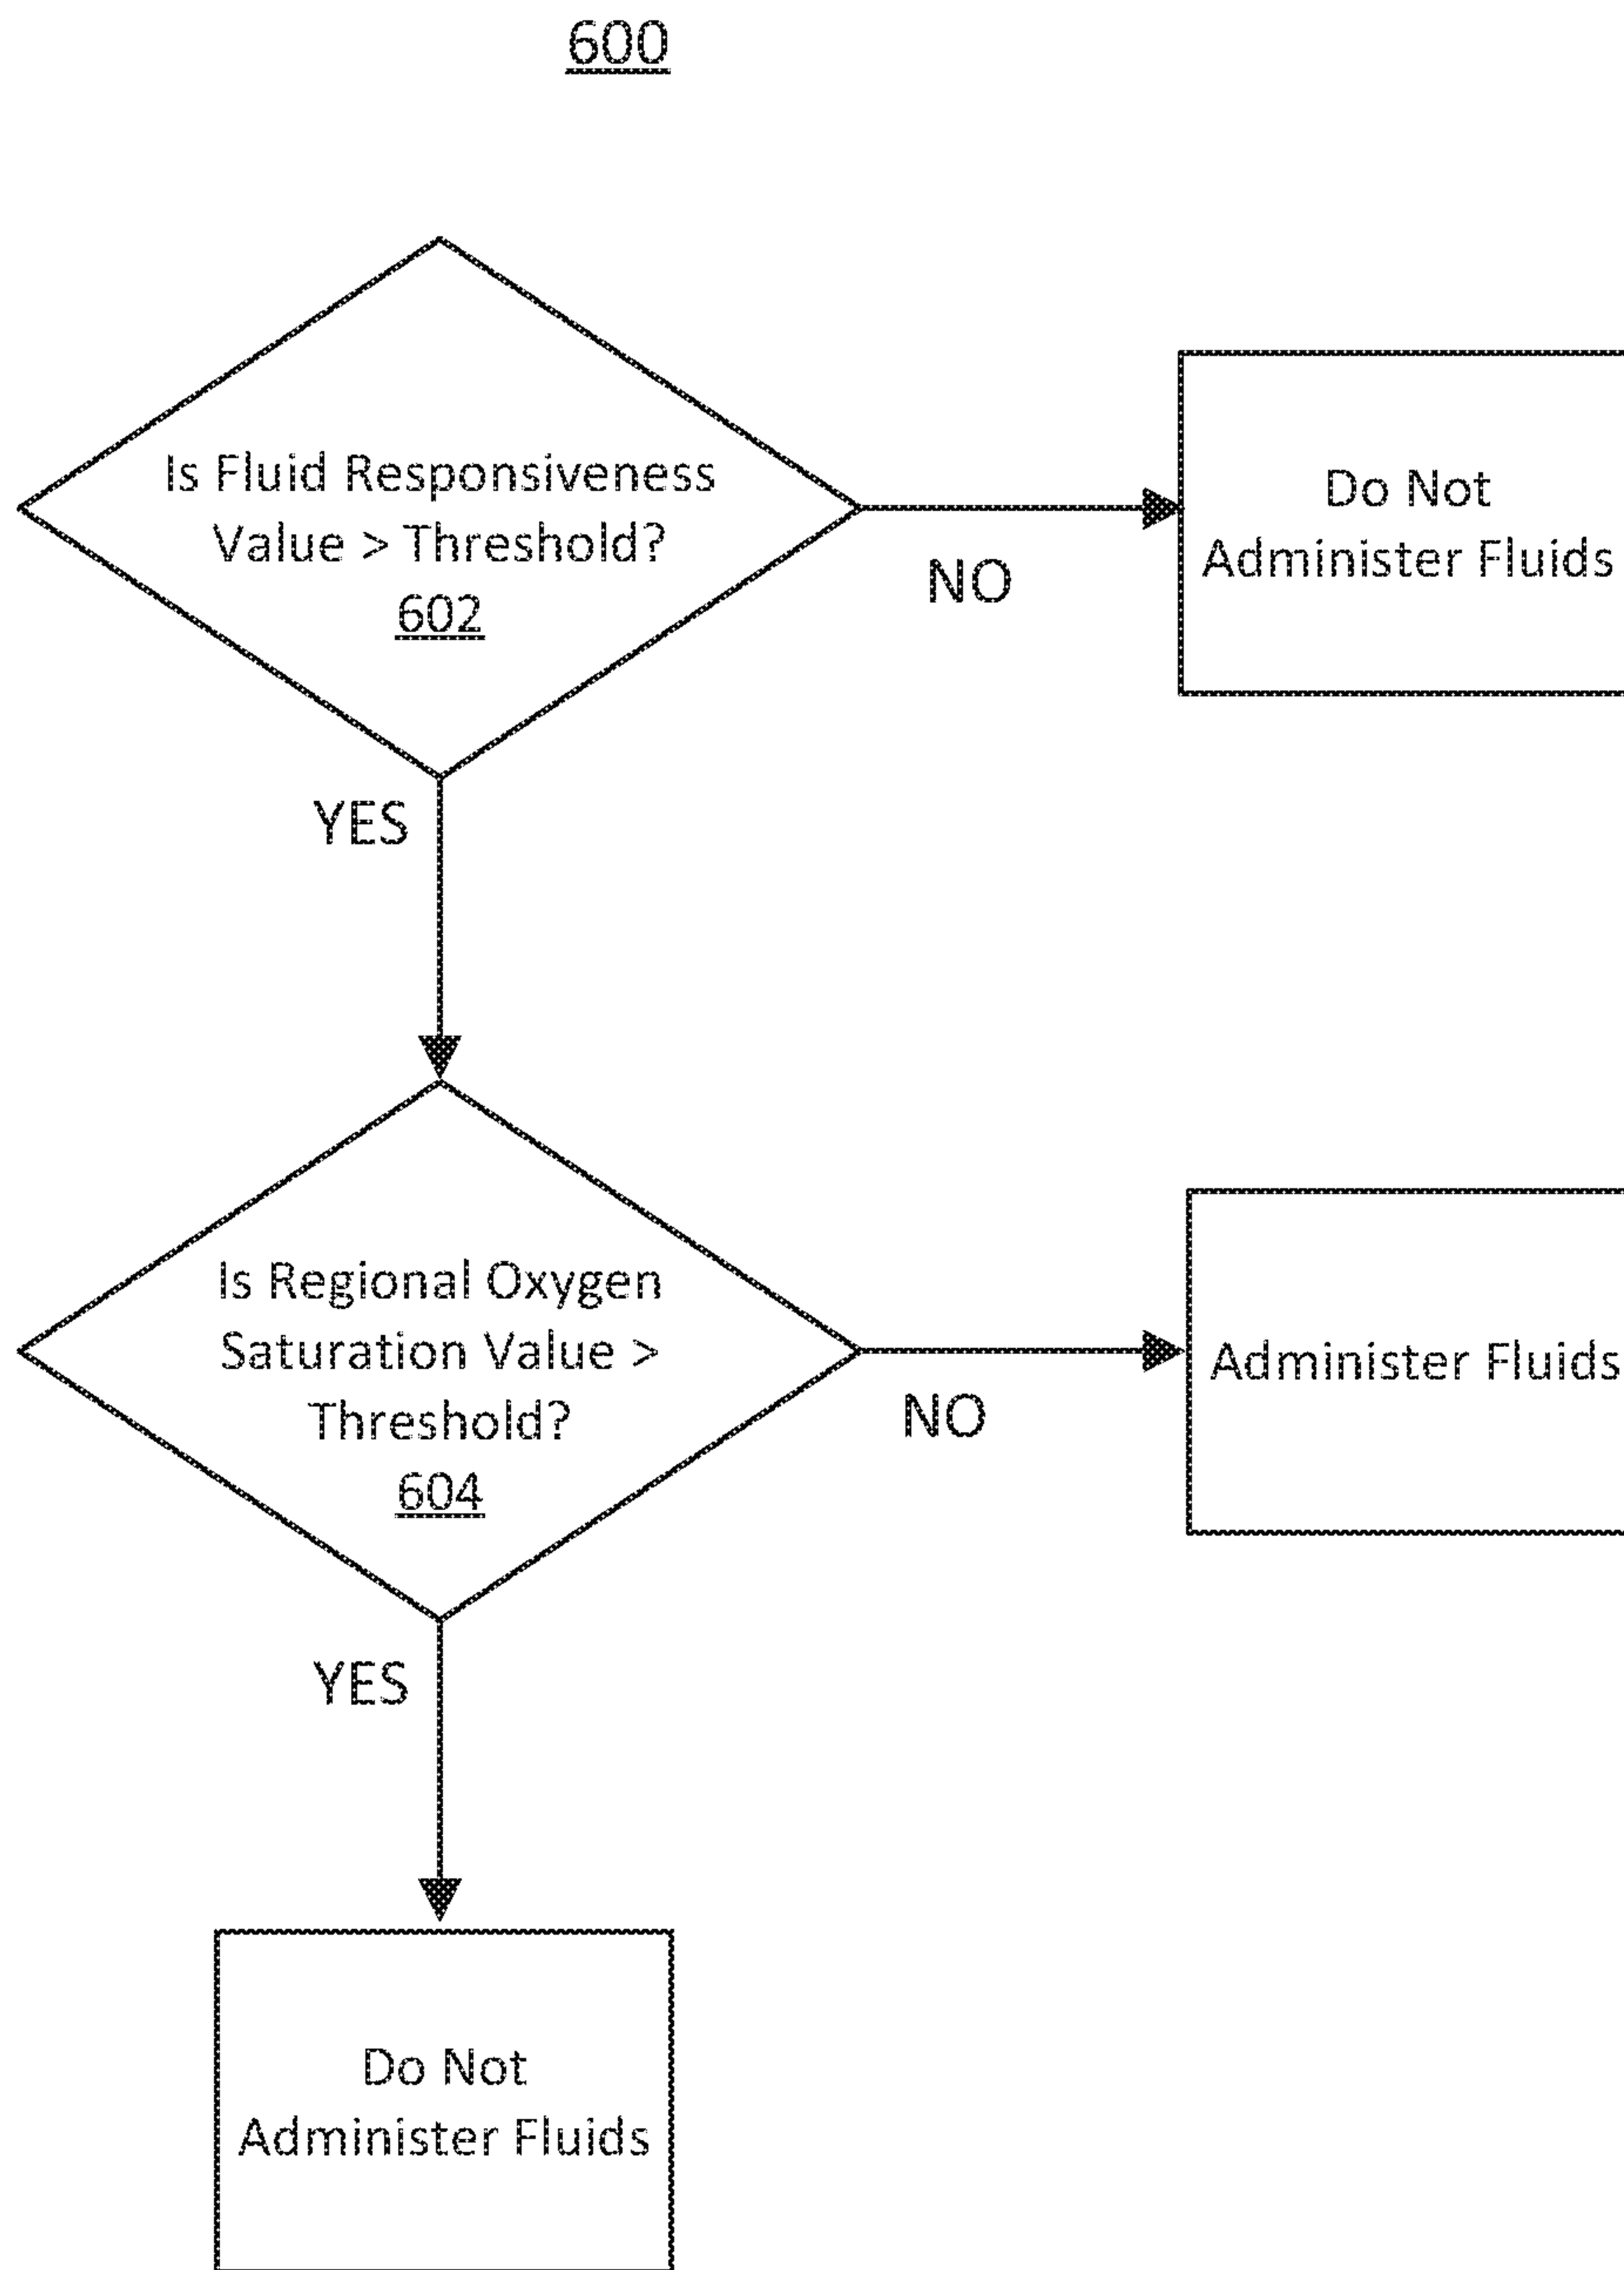 600
Is Fluid Responsiveness
Value > Threshold?
602
NO
Do Not
Administer Fluids
YES
Is Regional Oxygen
Saturation Value >
Threshold?
604
NO
Administer Fluids
YES
Do Not
Administer Fluids